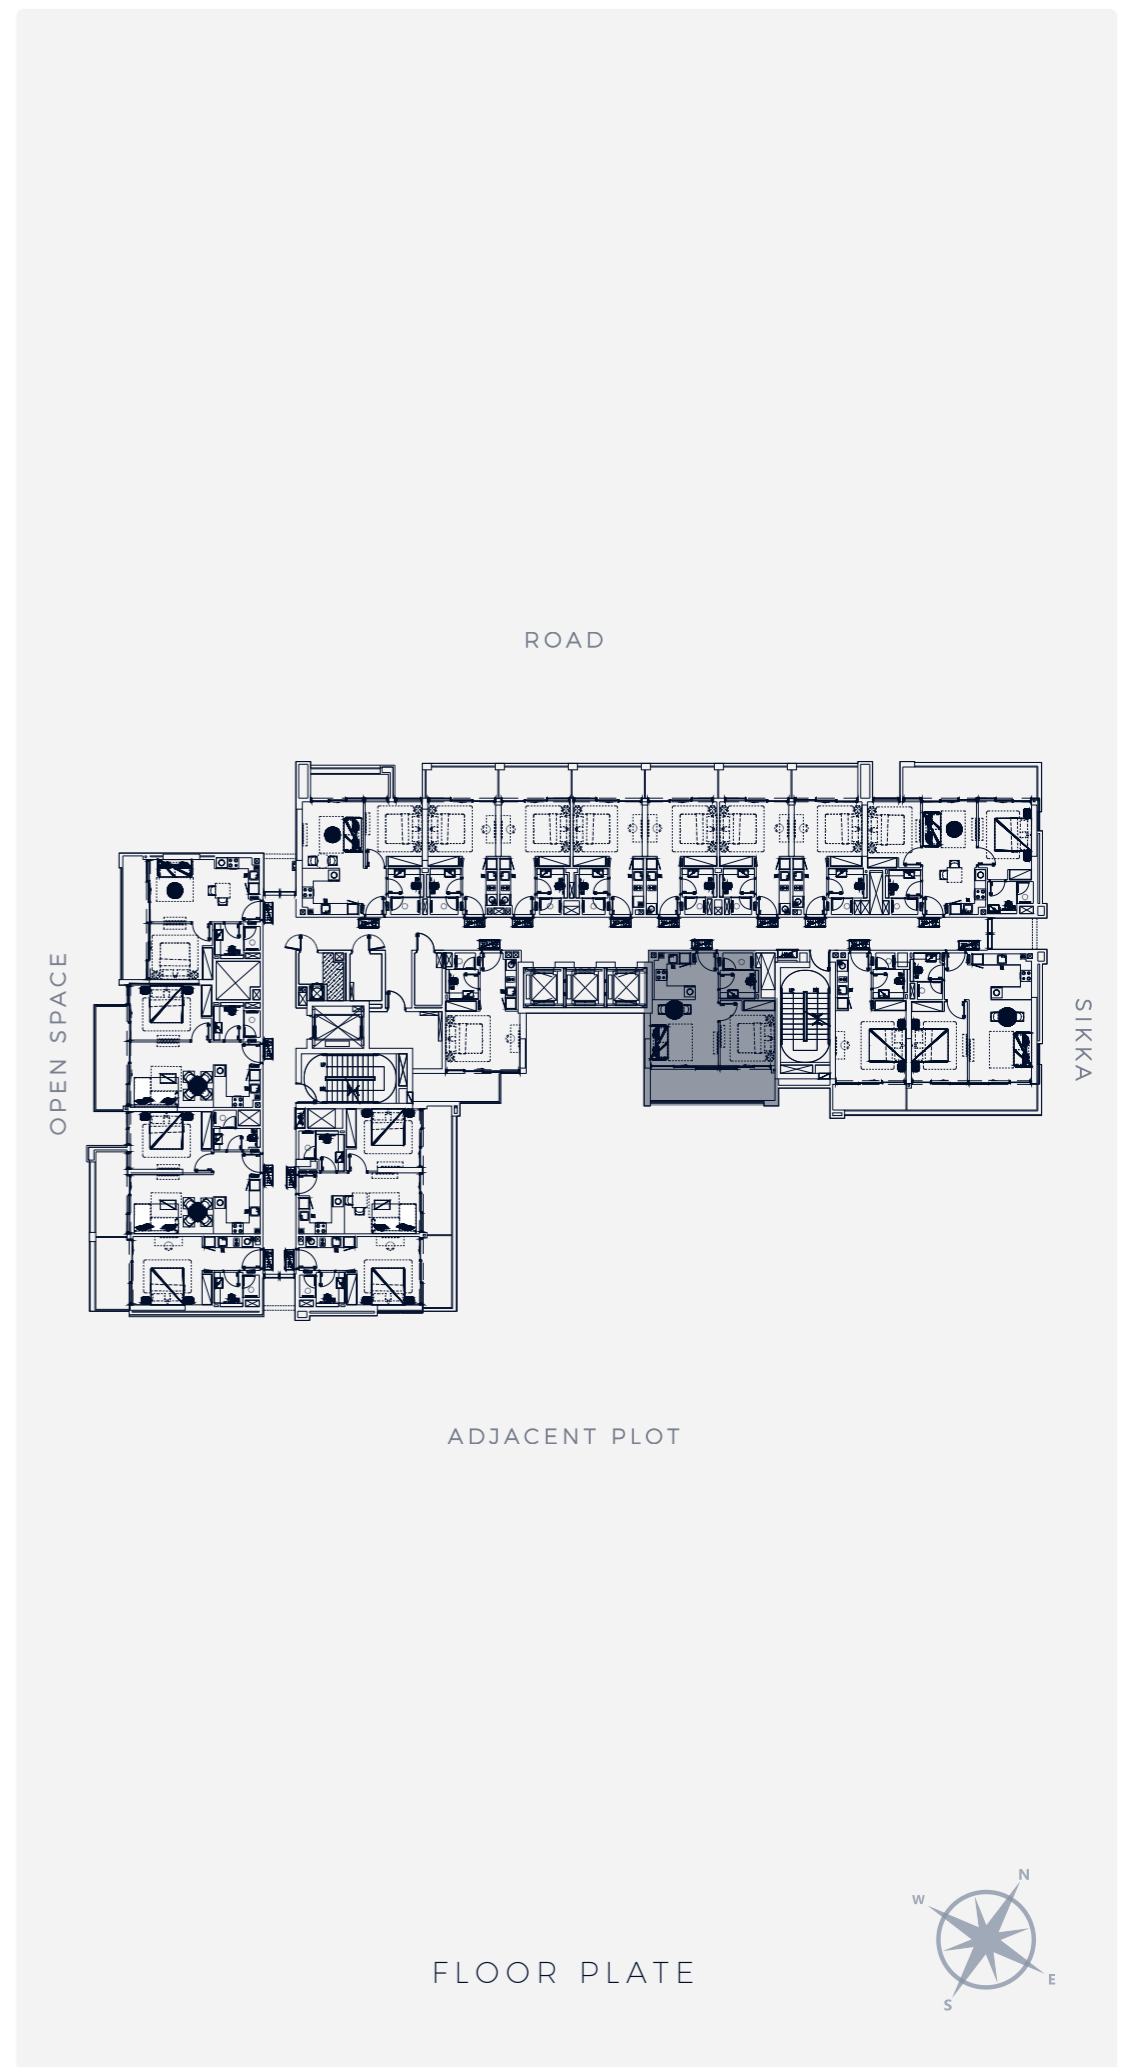 ROAD
OPEN SPACE
SIKKA
ADJACENT PLOT
FLOOR PLATE
N
W
E
S